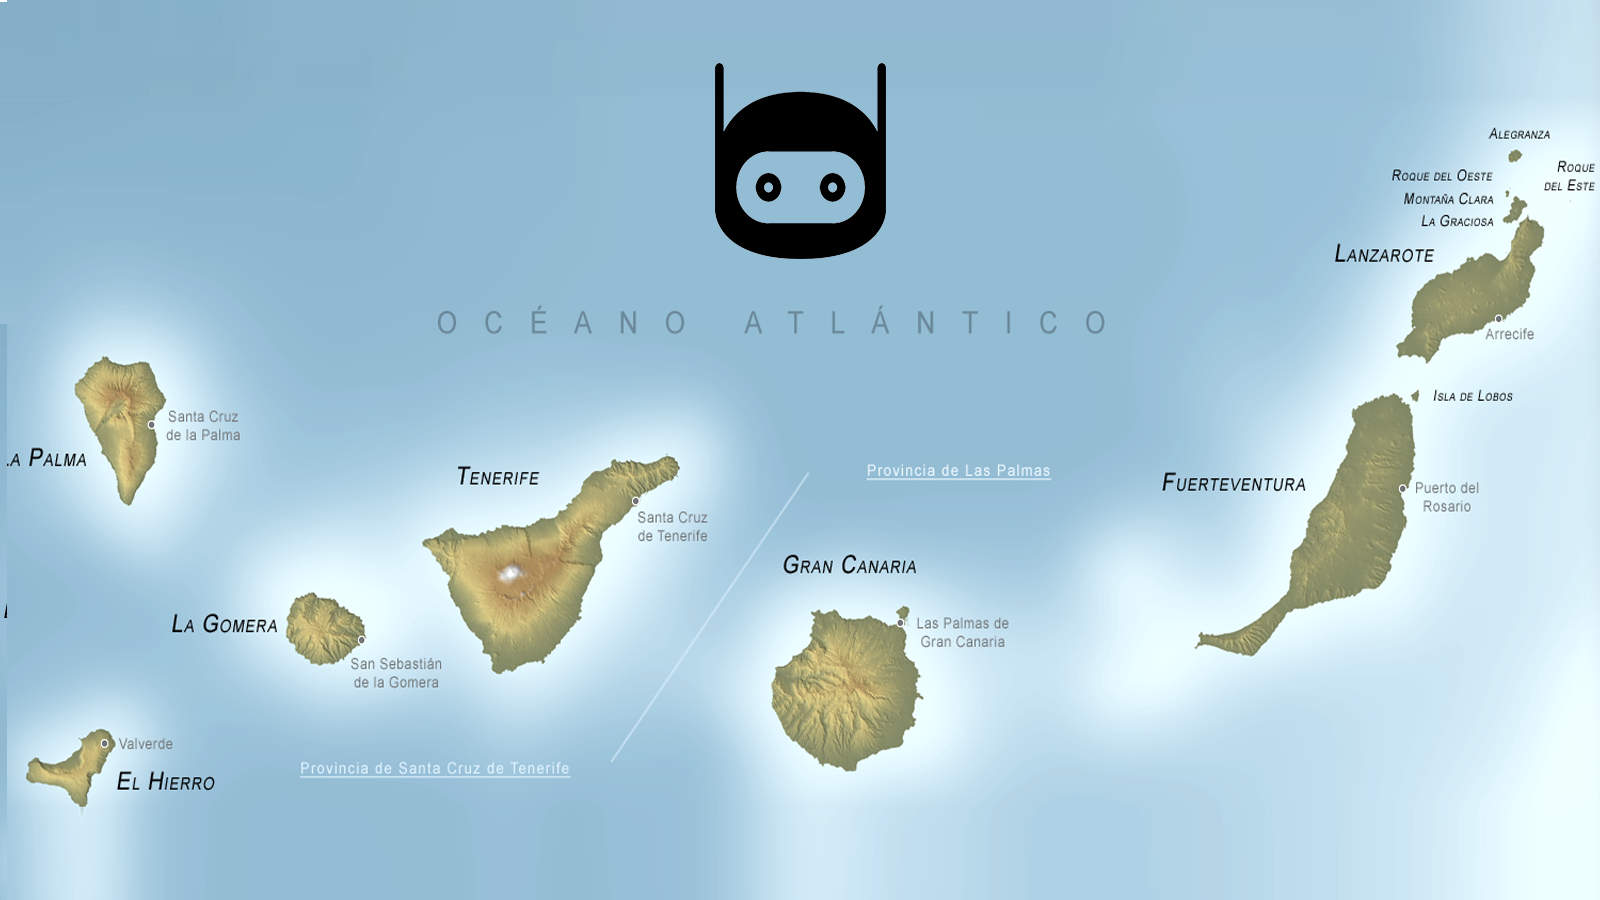 ALEGRANZA
ROQUE
DEL ESTE
ROQUE DEL OESTE
MONTAÑA CLARA
LA GRACIOSA
LANZAROTE
Arrecife
OCÉANO ATLÁNTICO
ISLA DE LOBOS
Santa Cruz
de la Palma
A PALMA
TENERIFE
Santa Cruz
de Tenerife
Provincia de Las Palmas
FUERTEVENTURA
Puerto del
Rosario
GRAN CANARIA
Las Palmas de
Gran Canaria
LA GOMERA
San Sebastián
de la Gomera
Valverde
EL HIERRO
Provincia de Santa Cruz de Tenerife